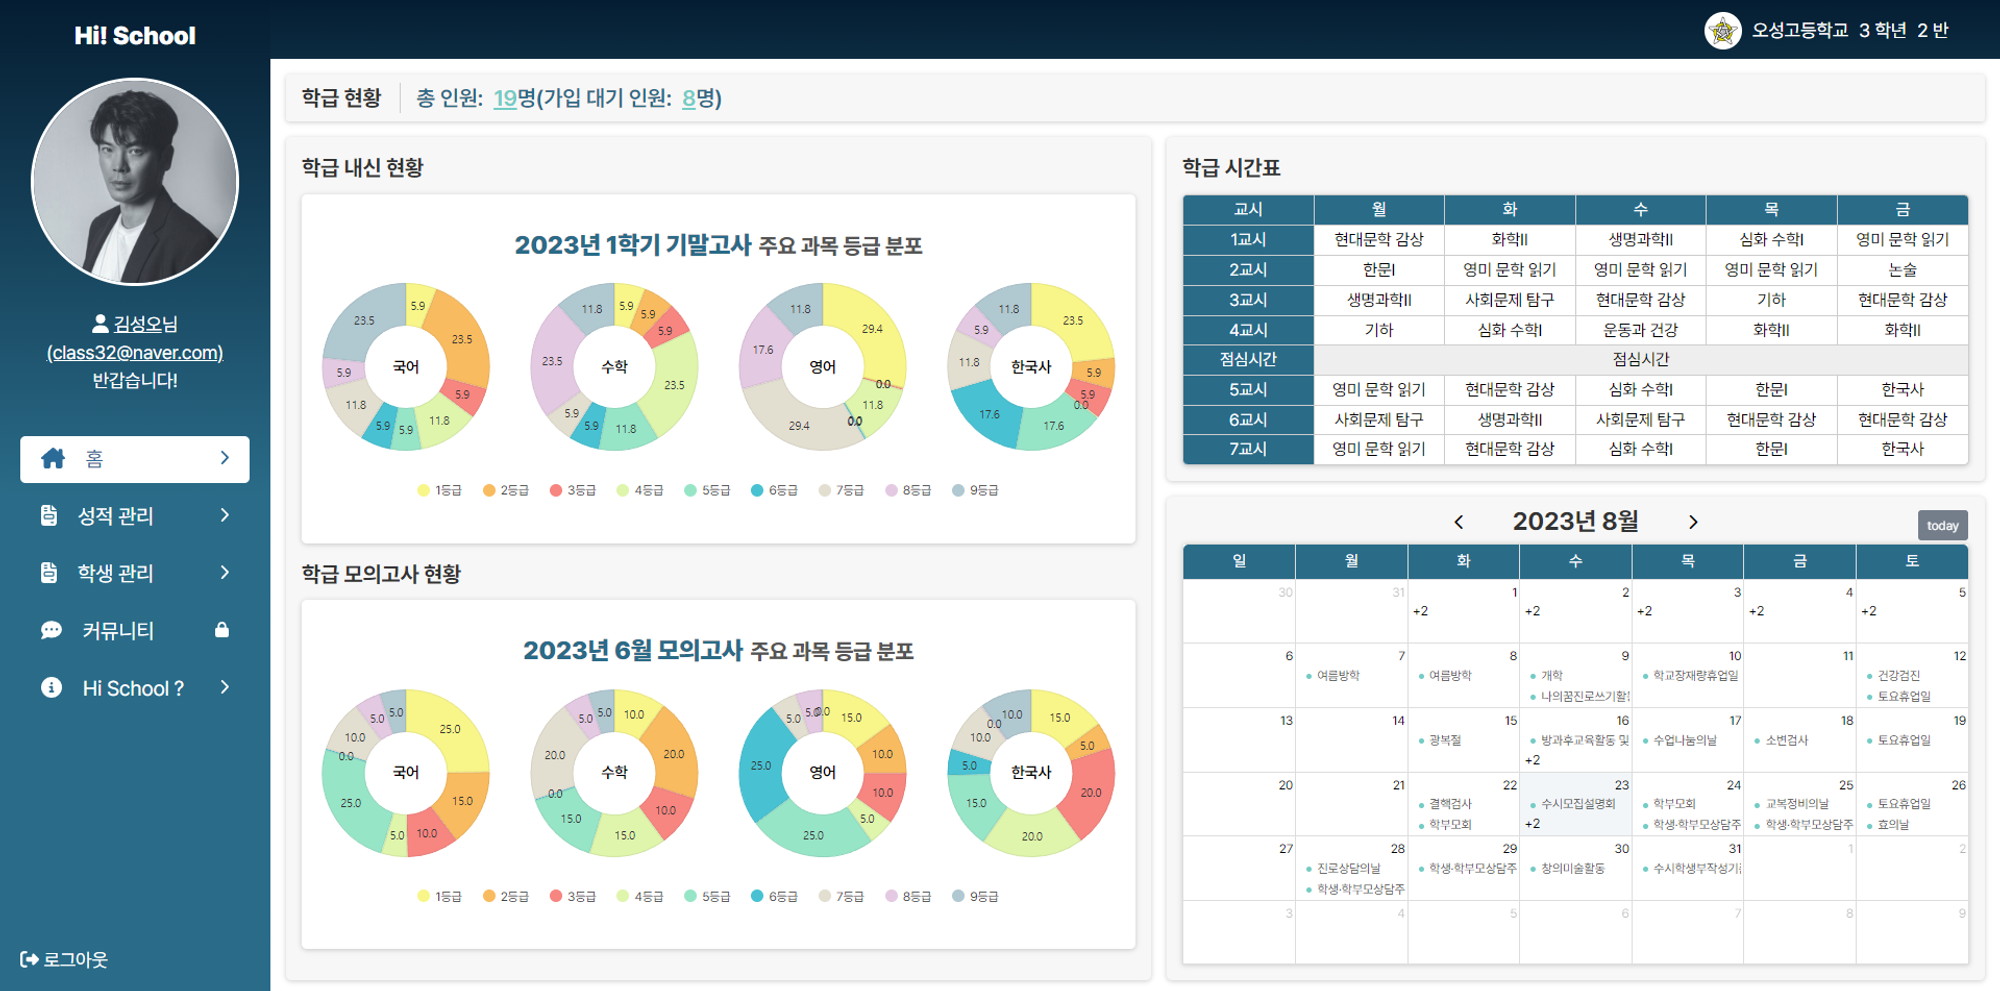 Hi! School
오성고등학교 3 학년 2 반
김성오님
(class32@naver.com)
반갑습니다!
홈
성적 관리
학생 관리
커뮤니티
Hi School ?
로그아웃
학급 현황 총 인원: 19명(가입 대기 인원: 8명)
학급 내신 현황
2023년 1학기 기말고사 주요 과목 등급 분포
국어
5.9
23.5
5.9
11.8
5.9
5.9
11.8
5.9
23.5
수학
5.9
5.9
5.9
23.5
11.8
5.9
5.9
23.5
11.8
영어
29.4
0.0
11.8
0.0
29.4
17.6
11.8
한국사
23.5
5.9
5.9
0.0
17.6
17.6
11.8
5.9
11.8
1등급 2등급 3등급 4등급 5등급 6등급 7등급 8등급 9등급
학급 모의고사 현황
2023년 6월 모의고사 주요 과목 등급 분포
국어
25.0
15.0
10.0
5.0
25.0
0.0
10.0
5.0
5.0
수학
10.0
20.0
10.0
15.0
15.0
0.0
20.0
5.0
5.0
영어
15.0
10.0
10.0
5.0
25.0
25.0
5.0
5.0
0.0
한국사
15.0
5.0
20.0
20.0
15.0
5.0
10.0
0.0
10.0
1등급 2등급 3등급 4등급 5등급 6등급 7등급 8등급 9등급
학급 시간표
교시 월 화 수 목 금
1교시 현대문학 감상 화학II 생명과학II 심화 수학I 영미 문학 읽기
2교시 한문I 영미 문학 읽기 영미 문학 읽기 영미 문학 읽기 논술
3교시 생명과학II 사회문제 탐구 현대문학 감상 기하 현대문학 감상
4교시 기하 심화 수학I 운동과 건강 화학II 화학II
점심시간 점심시간
5교시 영미 문학 읽기 현대문학 감상 심화 수학I 한문I 한국사
6교시 사회문제 탐구 생명과학II 사회문제 탐구 현대문학 감상 현대문학 감상
7교시 영미 문학 읽기 현대문학 감상 심화 수학I 한문I 한국사
2023년 8월
today
일 월 화 수 목 금 토
30 31 1 2 3 4 5
+2 +2 +2 +2 +2
6 7 8 9 10 11 12
여름방학 여름방학 개학 학교장재량휴업일 건강검진
나의꿈진로쓰기활 토요휴업일
13 14 15 16 17 18 19
광복절 방과후교육활동 및 수업나눔의날 소변검사 토요휴업일
+2
20 21 22 23 24 25 26
결핵검사 수시모집설명회 학부모회 교복정비의날 토요휴업일
학부모회 +2 학생·학부모상담주 학생·학부모상담주 효의날
27 28 29 30 31 1 2
진로상담의날 학생·학부모상담주 창의미술활동 수시학생부작성기
학생·학부모상담주
3 4 5 6 7 8 9